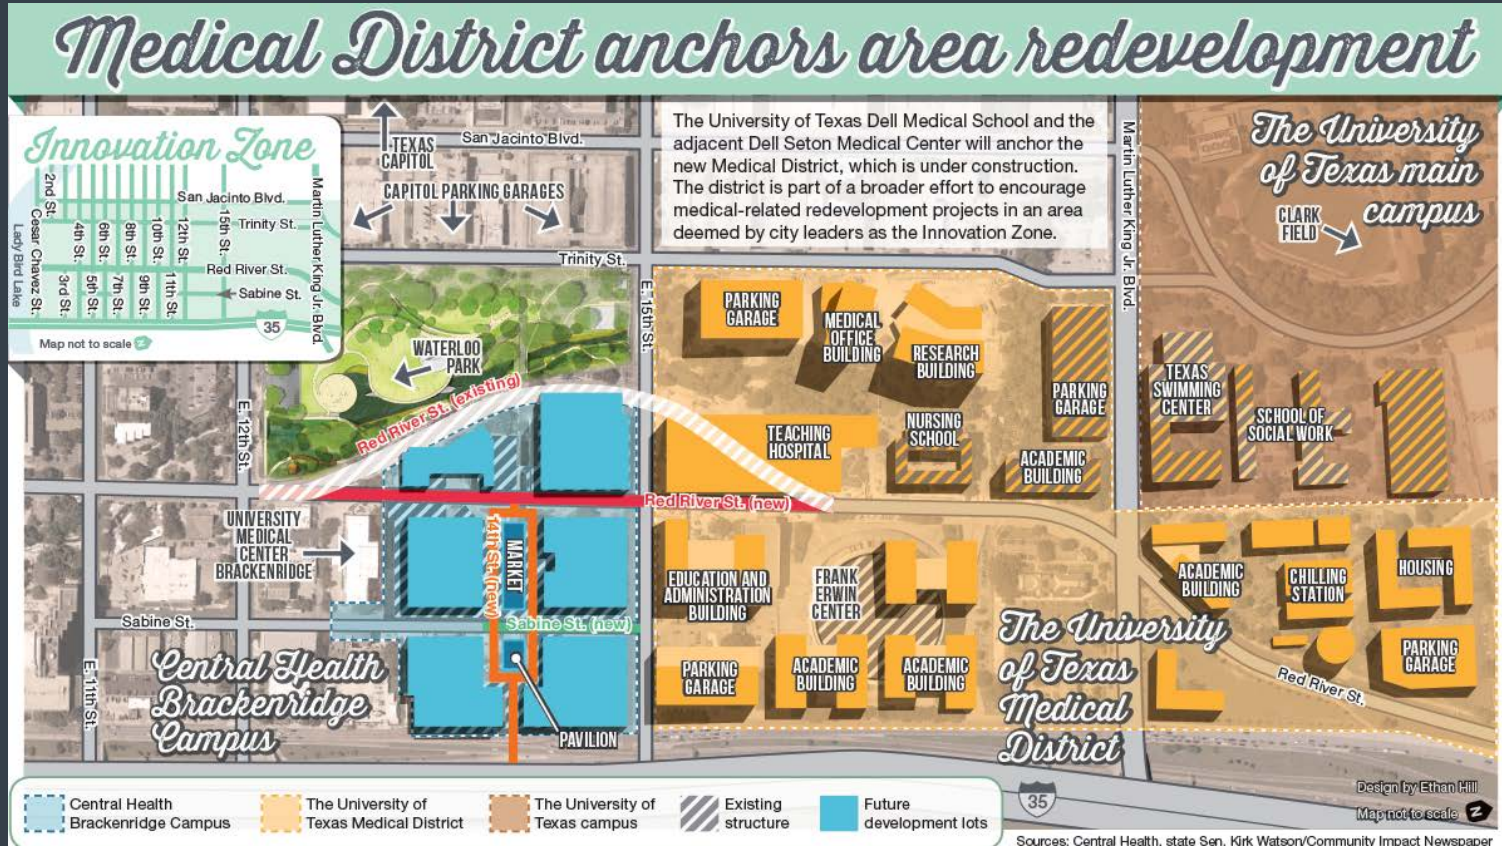 Medical District anchors area redevelopment
Innovation Zone
2nd St.
Cesar Chavez St.
Lady Bird Lake
4th St.
6th St.
8th St.
10th St.
12th St.
3rd St.
5th St.
7th St.
9th St.
11th St.
15th St.
San Jacinto Blvd.
Trinity St.
Red River St.
Sabine St.
Martin Luther King Jr. Blvd.
35
Map not to scale
TEXAS
CAPITOL
San Jacinto Blvd.
CAPITOL PARKING GARAGES
Trinity St.
The University of Texas Dell Medical School and the
adjacent Dell Seton Medical Center will anchor the
new Medical District, which is under construction.
The district is part of a broader effort to encourage
medical-related redevelopment projects in an area
deemed by city leaders as the Innovation Zone.
Martin Luther King Jr. Blvd.
The University
of Texas main
campus
CLARK
FIELD
E. 15th St.
WATERLOO
PARK
Red River St. (existing)
E. 12th St.
PARKING
GARAGE
MEDICAL
OFFICE
BUILDING
RESEARCH
BUILDING
PARKING
GARAGE
TEACHING
HOSPITAL
NURSING
SCHOOL
ACADEMIC
BUILDING
TEXAS
SWIMMING
CENTER
SCHOOL OF
SOCIAL WORK
Red River St. (new)
UNIVERSITY
MEDICAL
CENTER
BRACKENRIDGE
14th St. (new)
MARKET
Sabine St.
Sabine St. (new)
E. 11th St.
Central Health
Brackenridge
Campus
PAVILION
EDUCATION AND
ADMINISTRATION
BUILDING
FRANK
ERWIN
CENTER
PARKING
GARAGE
ACADEMIC
BUILDING
ACADEMIC
BUILDING
The University
of Texas
Medical
District
ACADEMIC
BUILDING
CHILLING
STATION
HOUSING
PARKING
GARAGE
Red River St.
Central Health
Brackenridge Campus
The University of
Texas Medical District
The University of
Texas campus
Existing
structure
Future
development lots
35
Design by Ethan Hill
Map not to scale
Sources: Central Health, state Sen. Kirk Watson/Community Impact Newspaper